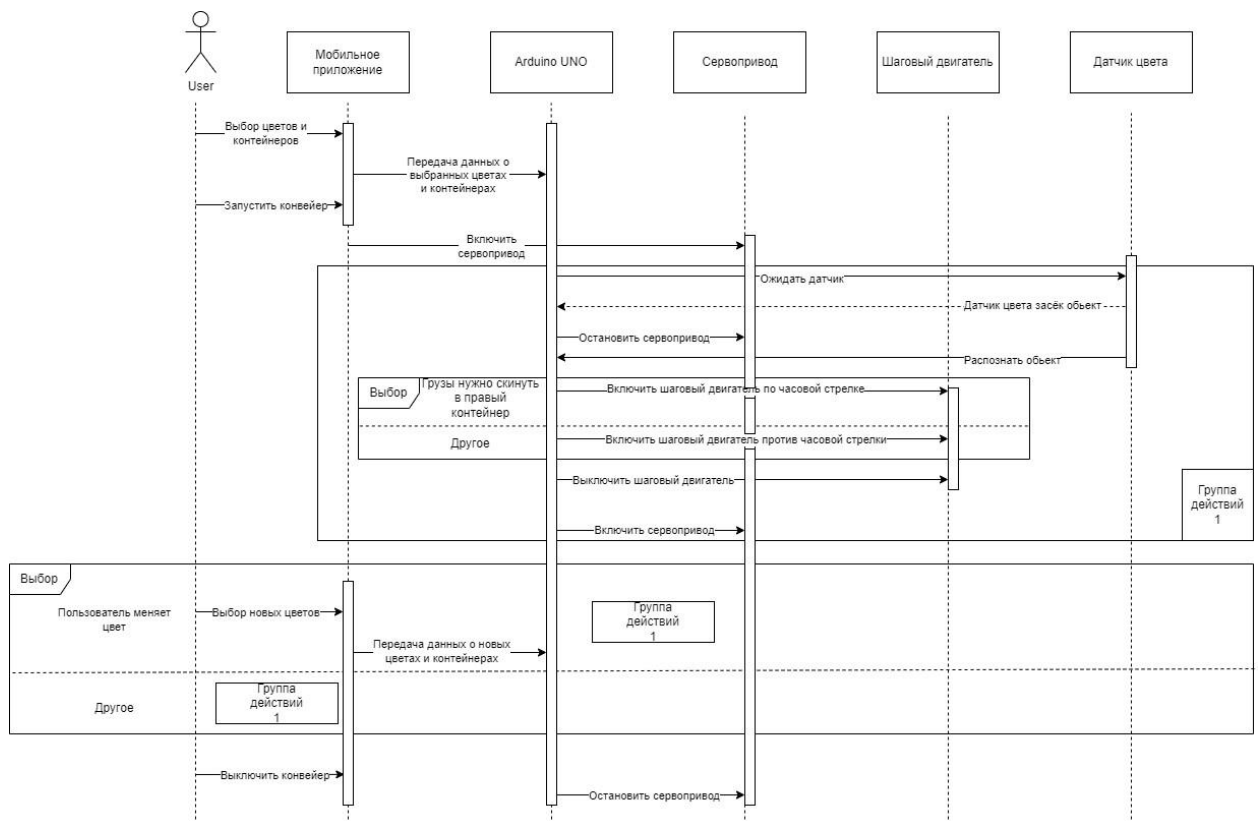 User
Мобильное
приложение
Arduino UNO
Сервопривод
Шаговый двигатель
Датчик цвета
Выбор цветов и
контейнеров
Передача данных о
выбранных цветах
и контейнерах
Запустить конвейер
Включить
сервопривод
Ожидать датчик
Датчик цвета засёк обьект
Остановить сервопривод
Распознать обьект
Выбор
Грузы нужно скинуть
в правый
контейнер
Включить шаговый двигатель по часовой стрелке
Другое
Включить шаговый двигатель против часовой стрелки
Выключить шаговый двигатель
Группа
действий
1
Включить сервопривод
Выбор
Пользователь меняет
цвет
Выбор новых цветов
Группа
действий
1
Передача данных о новых
цветах и контейнерах
Другое
Группа
действий
1
Выключить конвейер
Остановить сервопривод